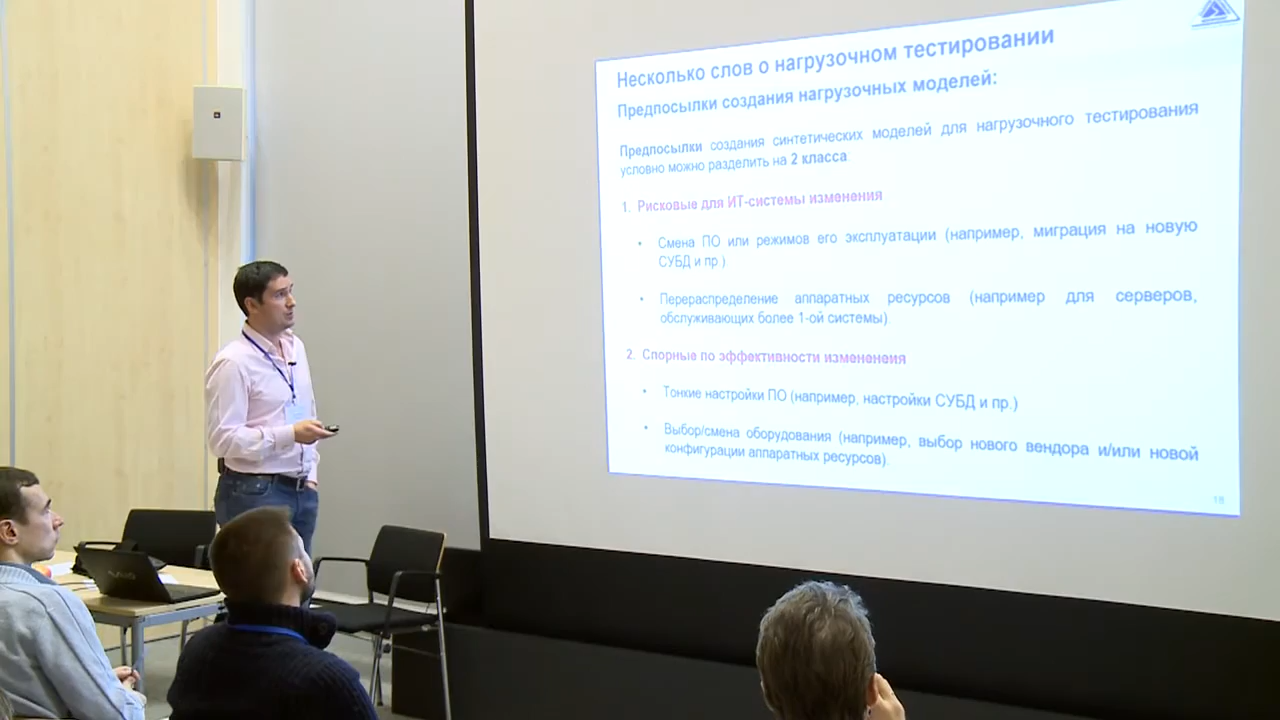 Несколько слов о нагрузочном тестировании
Предпосылки создания нагрузочных моделей:
Предпосылки создания синтетических моделей для нагрузочного тестирования
условно можно разделить на 2 класса
1. Рисковые для ИТ-системы изменения
• Смена ПО или режимов его эксплуатации (например, миграция на новую
СУБД и пр.)
• Перераспределение аппаратных ресурсов (например для серверов,
обслуживающих более 1-ой системы).
2. Спорные по эффективности измененеия
• Тонкие настройки ПО (например, настройки СУБД и пр.)
• Выбор/смена оборудования (например, выбор нового вендора и/или новой
конфигурации аппаратных ресурсов).
18